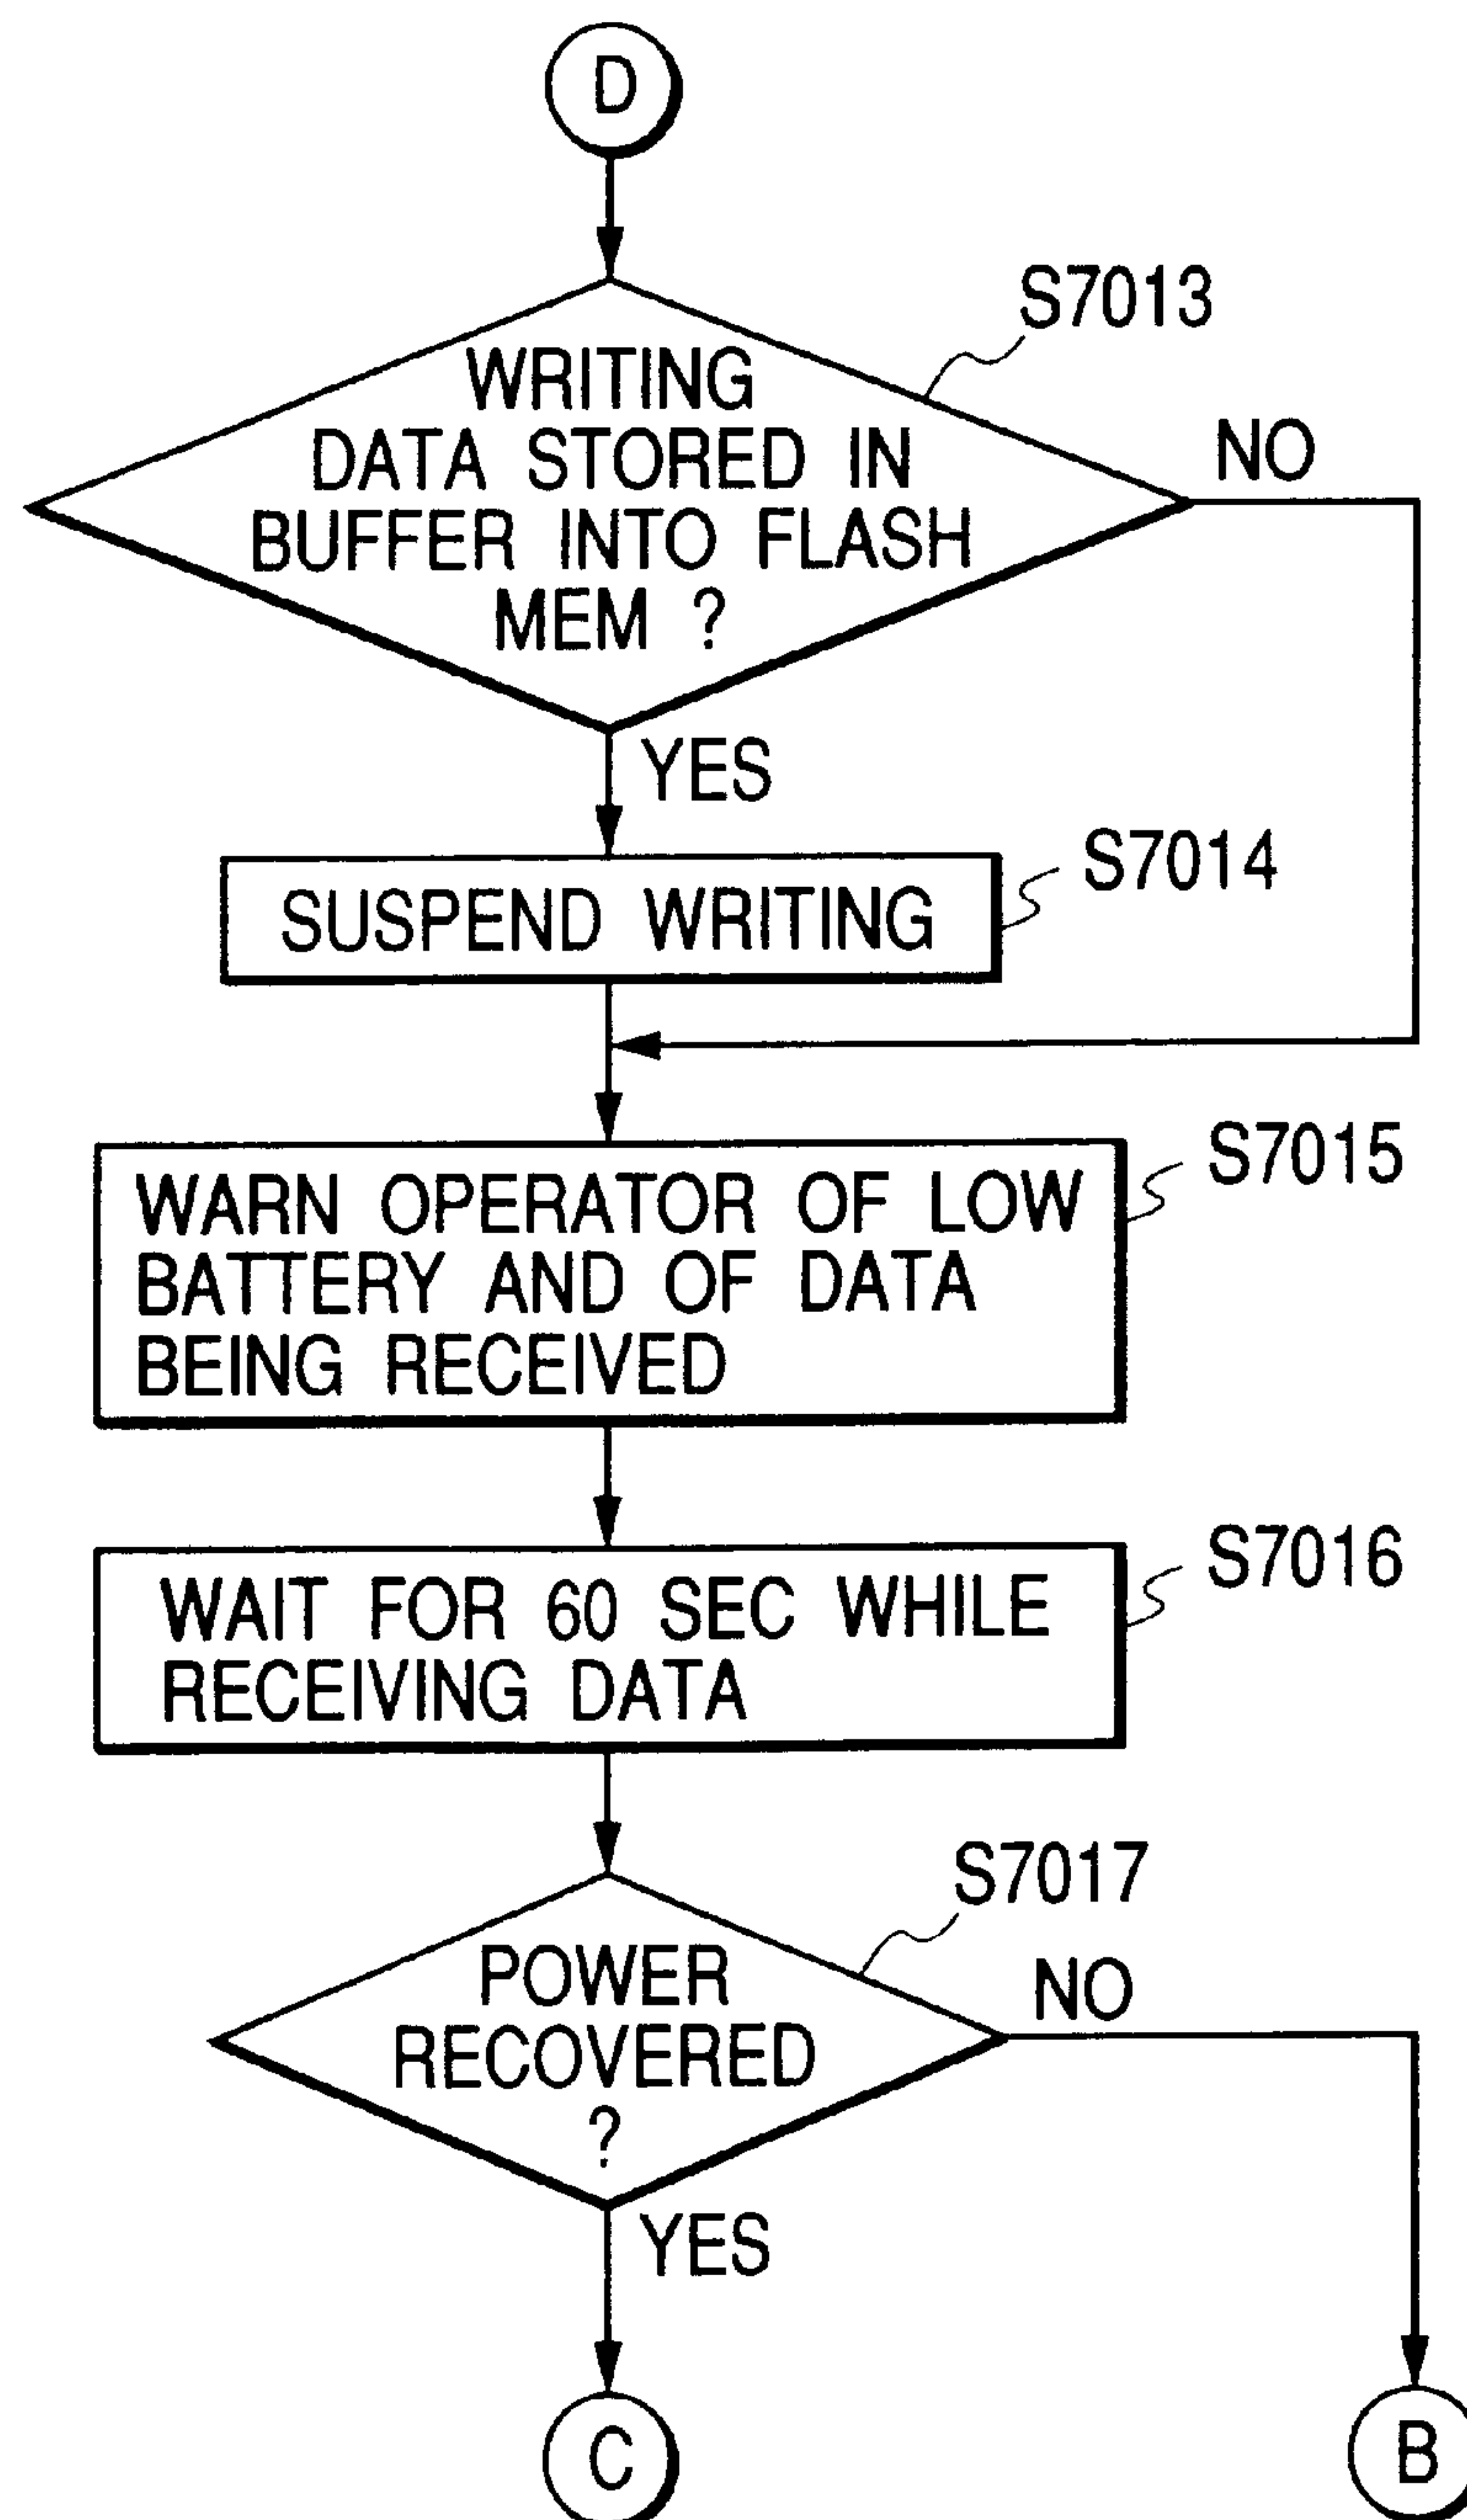 D
S7013
WRITING
DATA STORED IN
BUFFER INTO FLASH
MEM ?
NO
YES
S7014
SUSPEND WRITING
S7015
WARN OPERATOR OF LOW
BATTERY AND OF DATA
BEING RECEIVED
S7016
WAIT FOR 60 SEC WHILE
RECEIVING DATA
S7017
POWER
RECOVERED
?
NO
YES
C
B